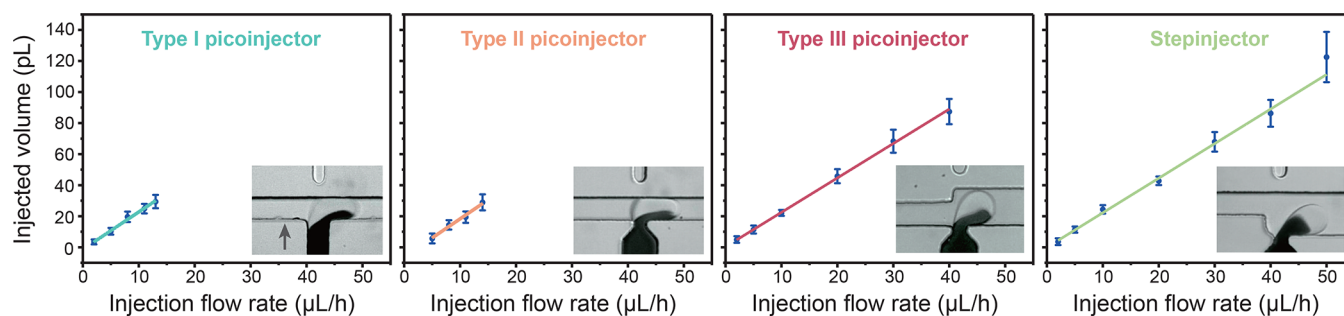 Injected volume (pL)
140
120
100
80
60
40
20
0
Type I picoinjector
0 10 20 30 40 50
Injection flow rate (µL/h)
Type II picoinjector
0 10 20 30 40 50
Injection flow rate (µL/h)
Type III picoinjector
0 10 20 30 40 50
Injection flow rate (µL/h)
Stepinjector
0 10 20 30 40 50
Injection flow rate (µL/h)